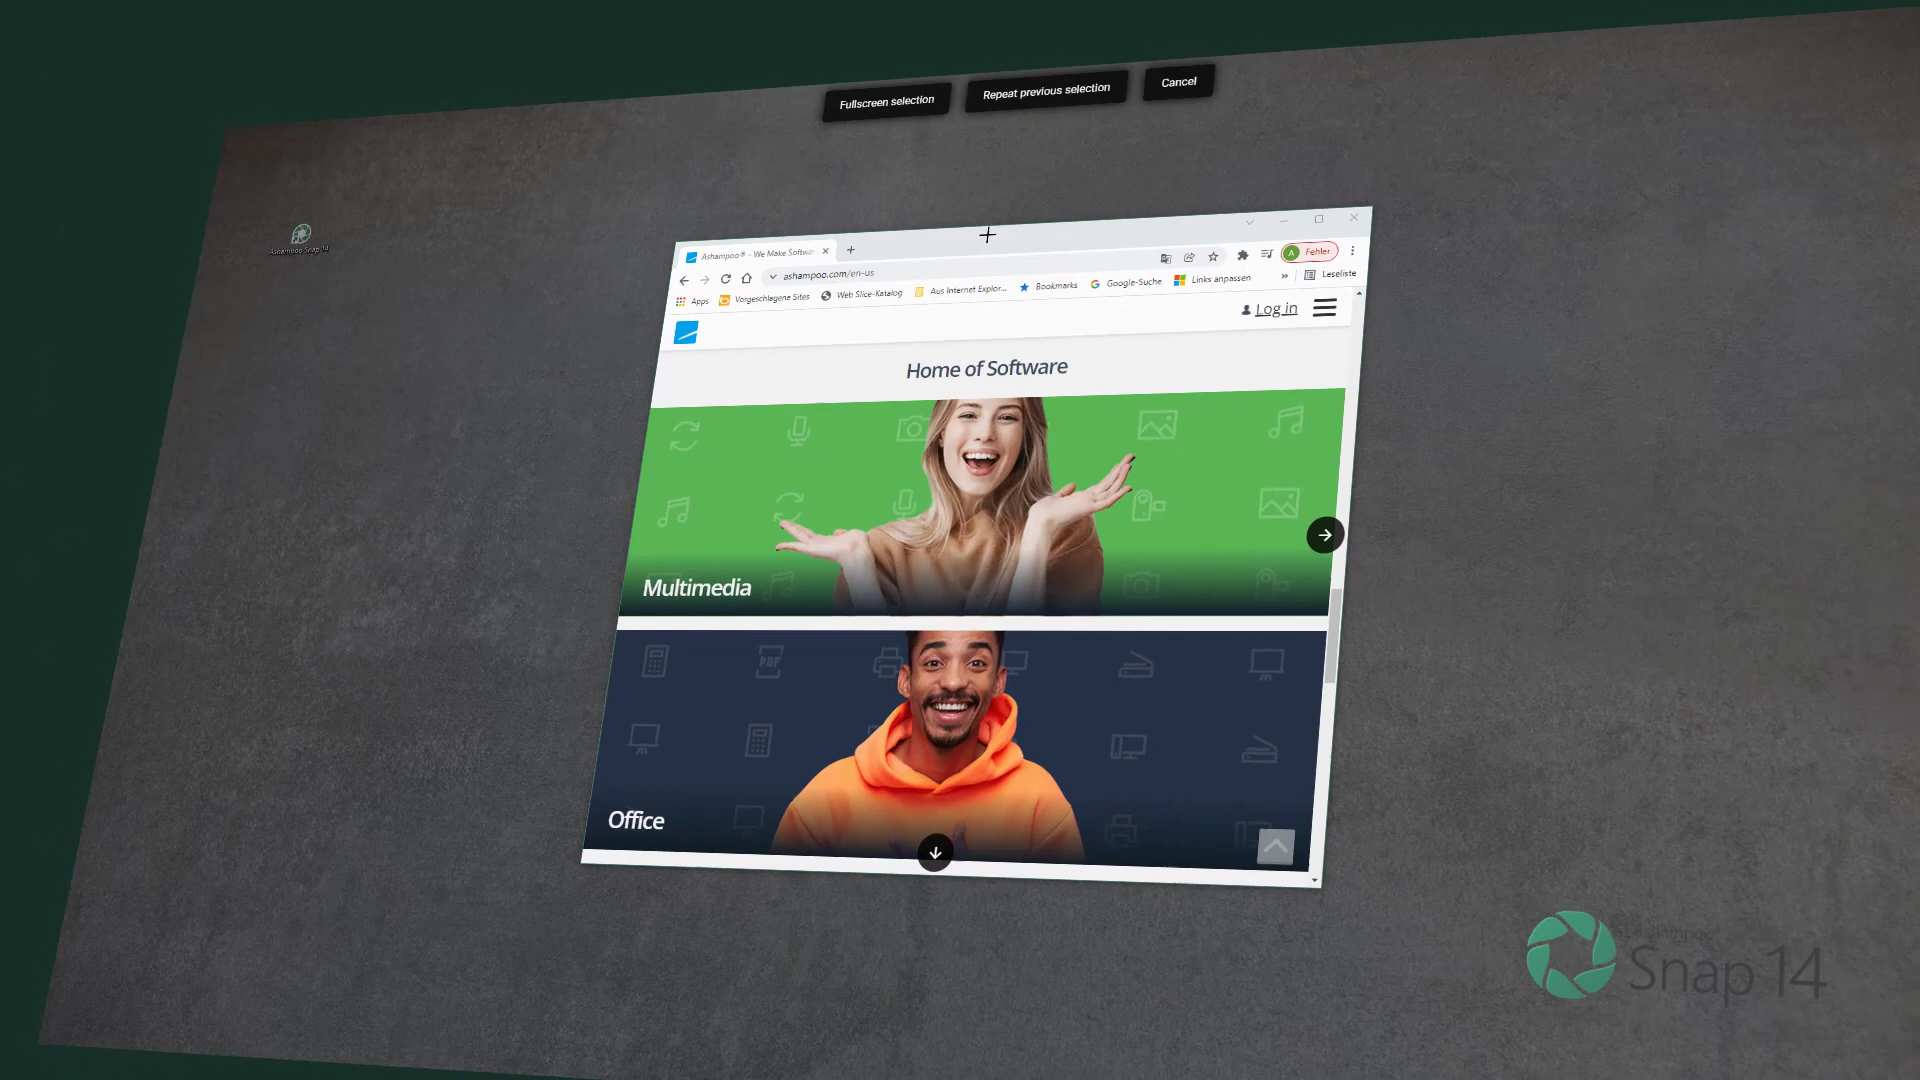 Fullscreen selection
Repeat previous selection
Cancel
Ashampoo Snap 14
Ashampoo® - We Make Softwar
ashampoo.com/en-us
Fehler
Apps
Vorgeschlagene Sites
Web Slice-Katalog
Aus Internet Explor...
Bookmarks
Google-Suche
Links anpassen
»
Leseliste
Log in
Home of Software
Multimedia
PDF
Office
Ashampoo®
Snap 14